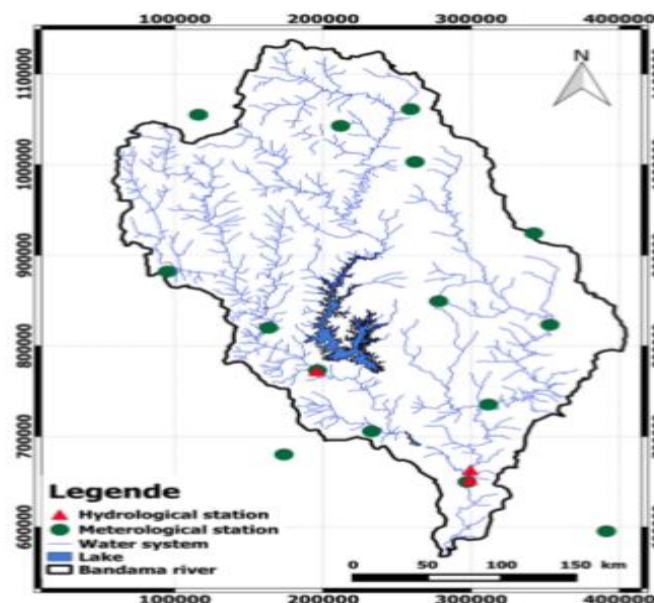 100000 200000 300000 400000
N
1100000
1000000
900000
800000
700000
600000
Legende
Hydrological station
Meterological station
Water system
Lake
Bandama river
0 50 100 150 km
100000 200000 300000 400000